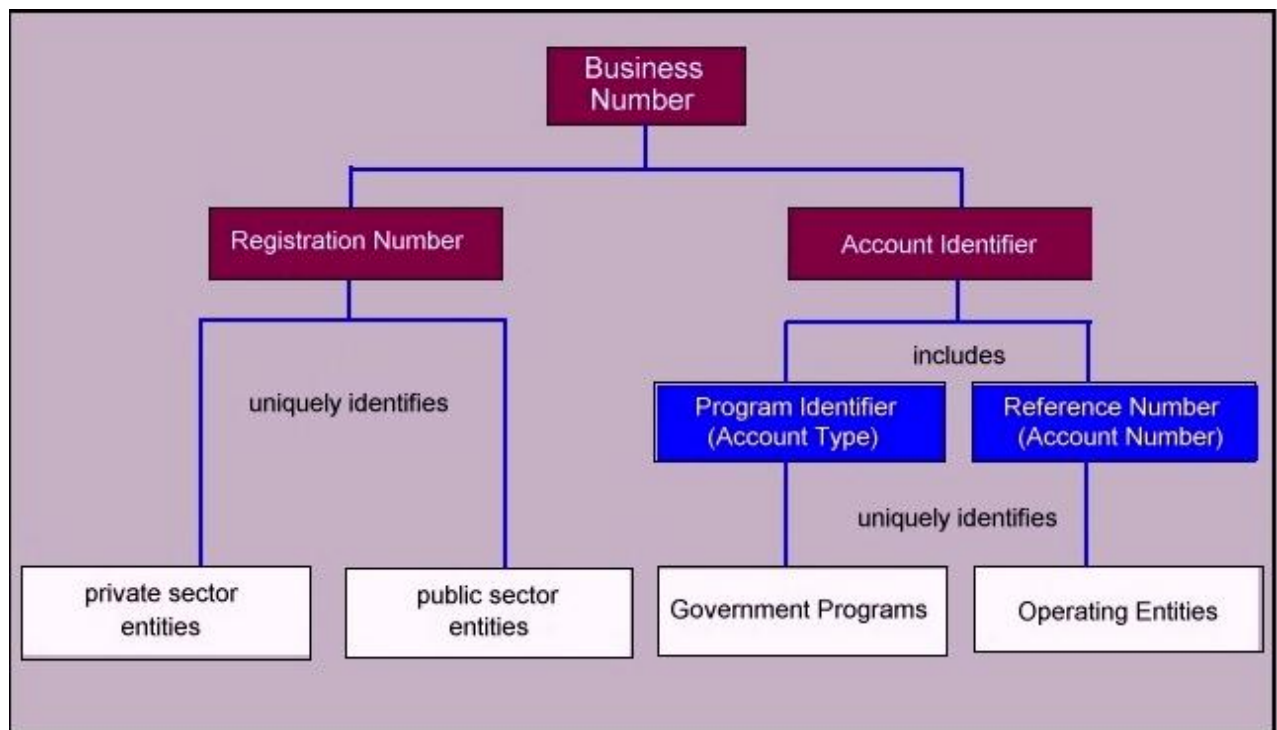 Business
Number
Registration Number
Account Identifier
includes
uniquely identifies
Program Identifier
(Account Type)
Reference Number
(Account Number)
uniquely identifies
private sector
entities
public sector
entities
Government Programs
Operating Entities